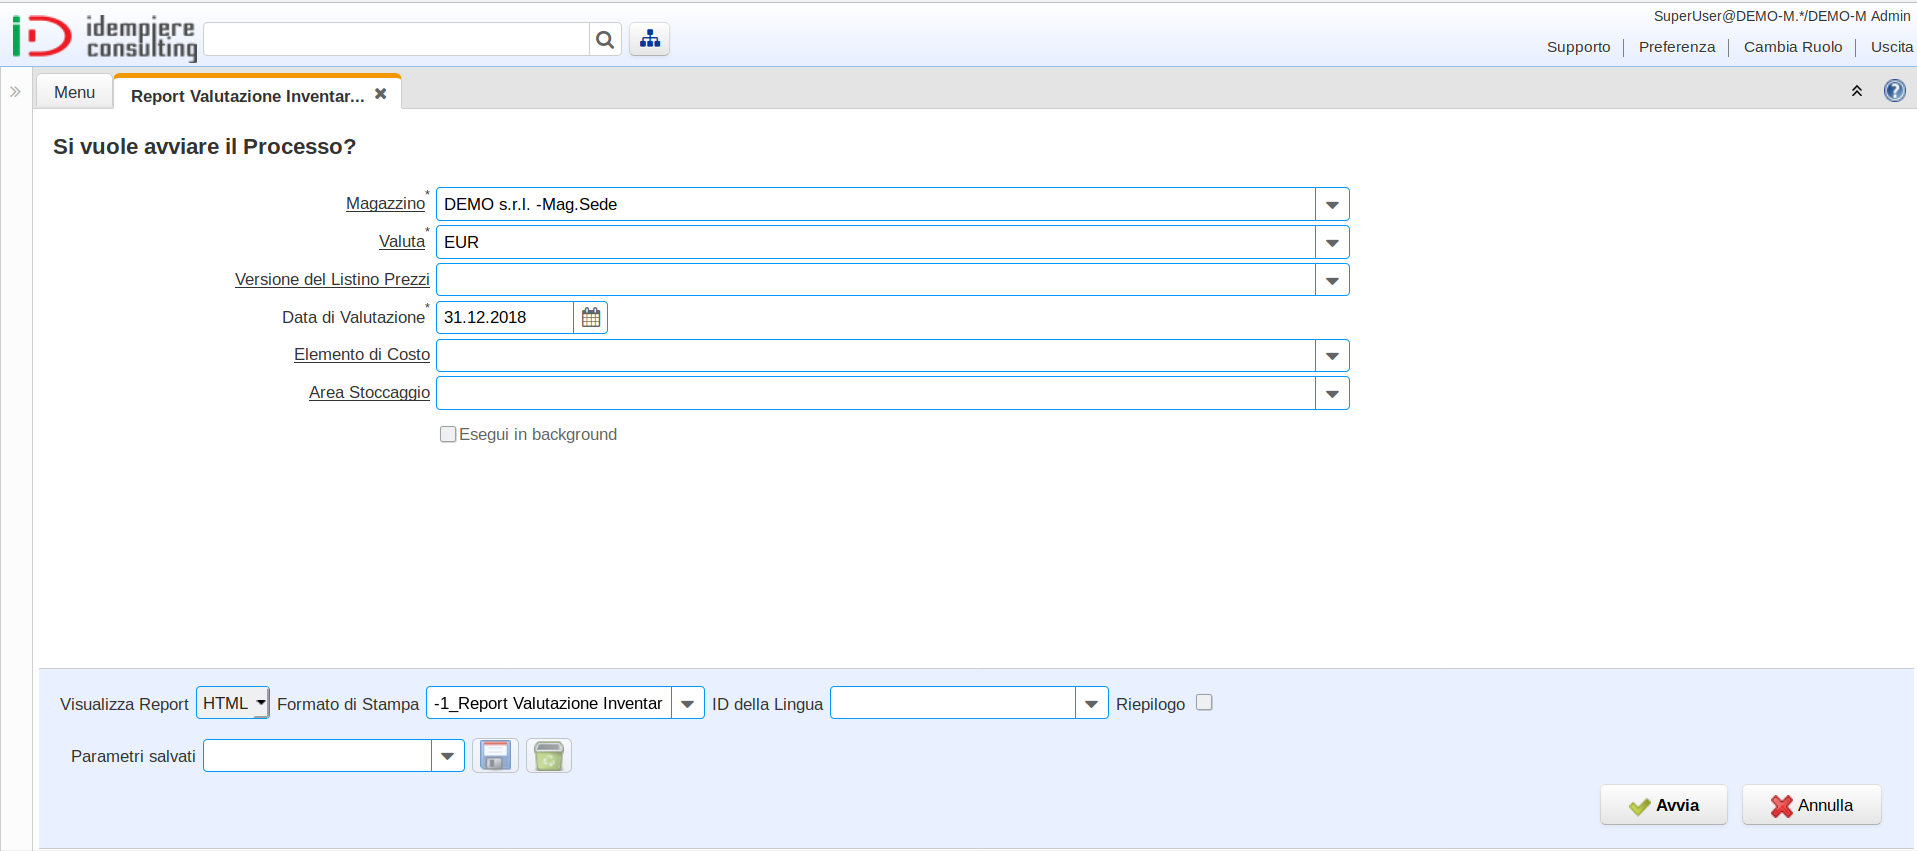 idempiere
consulting
SuperUser@DEMO-M.*/DEMO-M Admin
Supporto
Preferenza
Cambia Ruolo
Uscita
Menu
Report Valutazione Inventar...
Si vuole avviare il Processo?
Magazzino* DEMO s.r.l. -Mag.Sede
Valuta* EUR
Versione del Listino Prezzi
Data di Valutazione* 31.12.2018
Elemento di Costo
Area Stoccaggio
Esegui in background
Visualizza Report HTML Formato di Stampa -1_Report Valutazione Inventar ID della Lingua Riepilogo
Parametri salvati
Avvia Annulla